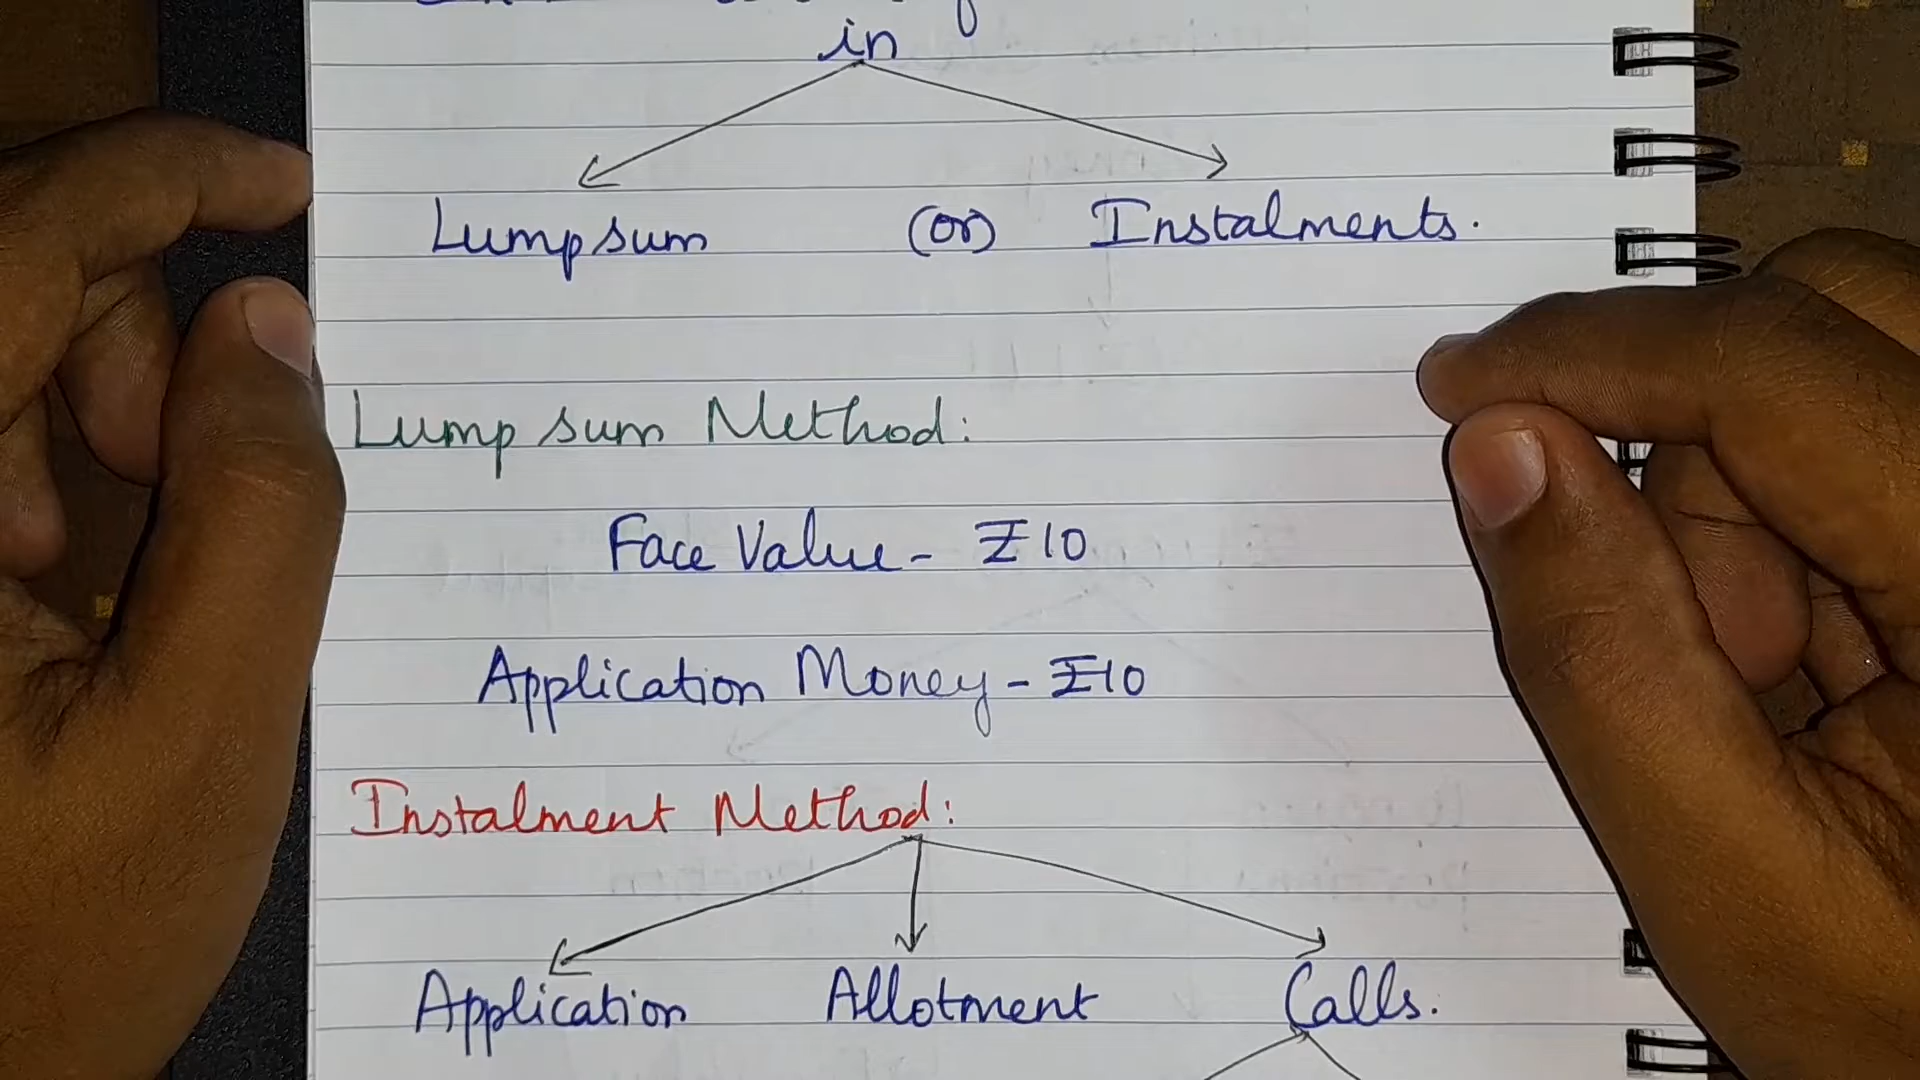 in
Lumpsum (or) Instalments.
Lump sum Method:
Face Value - ₹10
Application Money - ₹10
Instalment Method:
Application Allotment Calls.